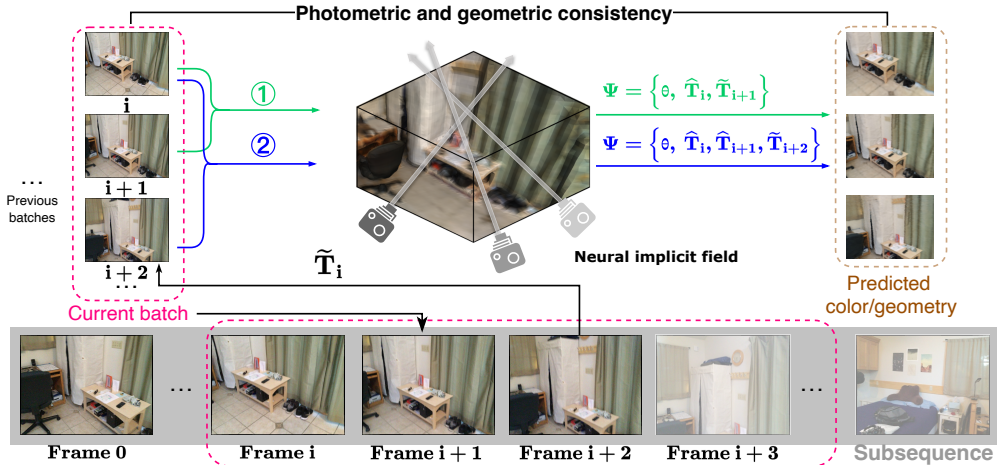 Photometric and geometric consistency
i
i + 1
i + 2
...
...
Previous
batches
①
②
Ψ = {θ, T̂ᵢ, T̃ᵢ₊₁}
Ψ = {θ, T̂ᵢ, T̂ᵢ₊₁, T̃ᵢ₊₂}
Neural implicit field
T̃ᵢ
Current batch
Predicted
color/geometry
...
...
Frame 0
Frame i
Frame i + 1
Frame i + 2
Frame i + 3
Subsequence